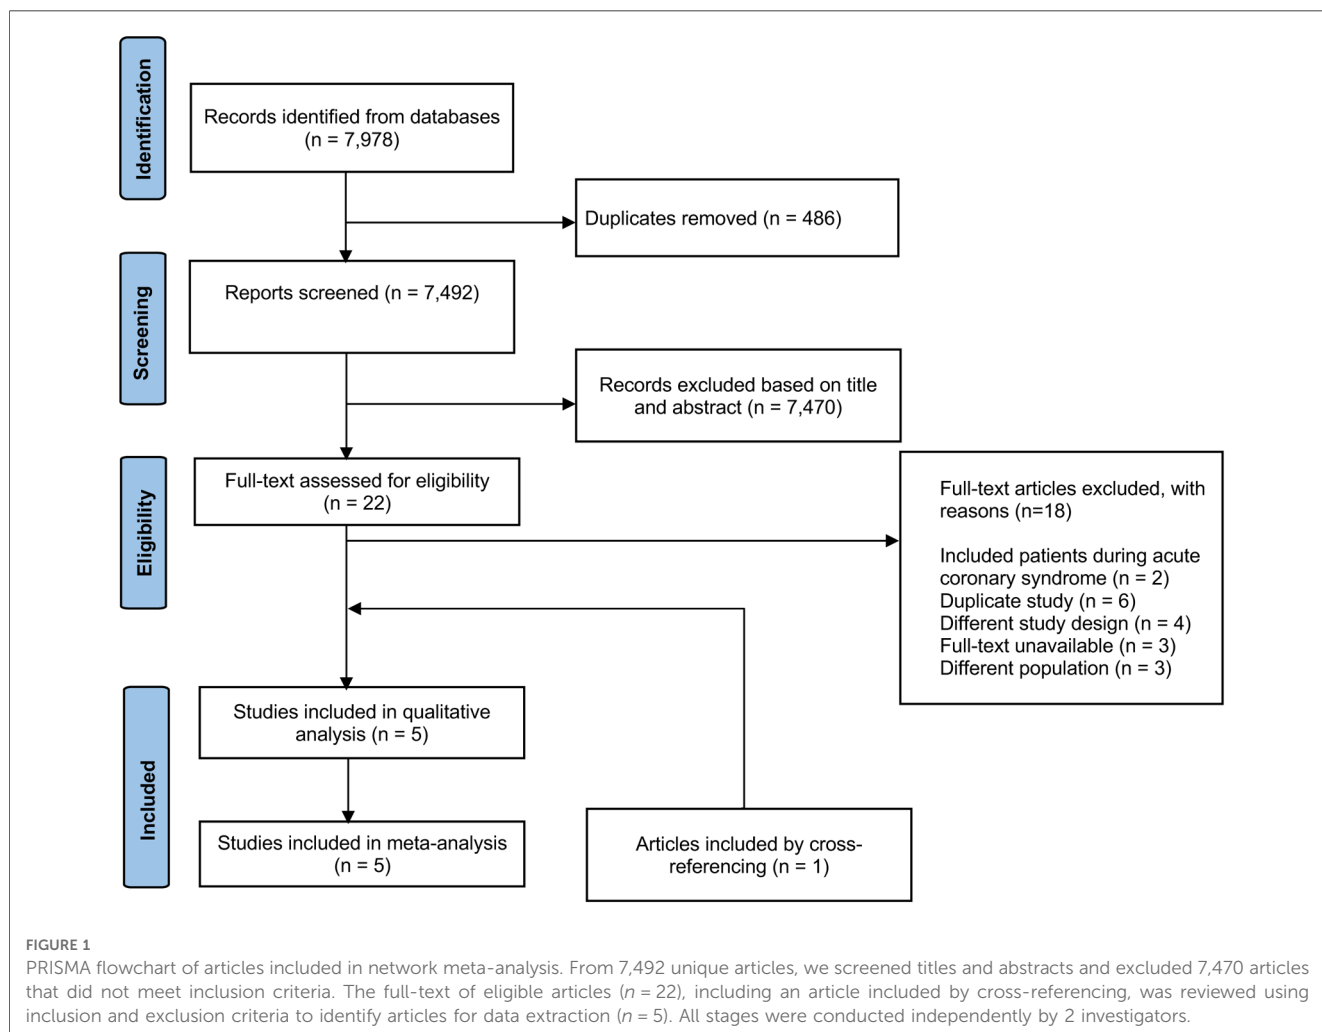 Identification
Records identified from databases
(n = 7,978)
Duplicates removed (n = 486)
Screening
Reports screened (n = 7,492)
Records excluded based on title
and abstract (n = 7,470)
Eligibility
Full-text assessed for eligibility
(n = 22)
Full-text articles excluded, with
reasons (n=18)
Included patients during acute
coronary syndrome (n = 2)
Duplicate study (n = 6)
Different study design (n = 4)
Full-text unavailable (n = 3)
Different population (n = 3)
Included
Studies included in qualitative
analysis (n = 5)
Studies included in meta-analysis
(n = 5)
Articles included by cross-
referencing (n = 1)
FIGURE 1
PRISMA flowchart of articles included in network meta-analysis. From 7,492 unique articles, we screened titles and abstracts and excluded 7,470 articles
that did not meet inclusion criteria. The full-text of eligible articles (n = 22), including an article included by cross-referencing, was reviewed using
inclusion and exclusion criteria to identify articles for data extraction (n = 5). All stages were conducted independently by 2 investigators.